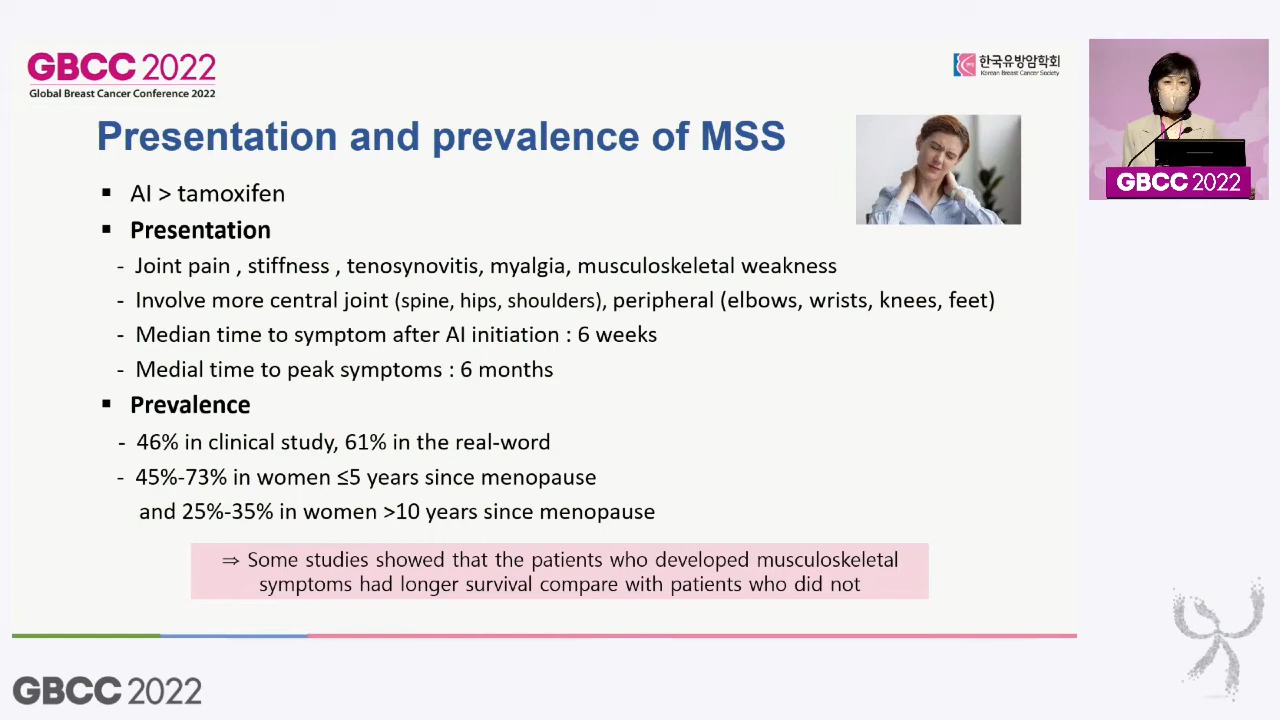 GBCC 2022
Global Breast Cancer Conference 2022
한국유방암학회
Korean Breast Cancer Society
Presentation and prevalence of MSS
▪ AI > tamoxifen
▪ Presentation
- Joint pain , stiffness , tenosynovitis, myalgia, musculoskeletal weakness
- Involve more central joint (spine, hips, shoulders), peripheral (elbows, wrists, knees, feet)
- Median time to symptom after AI initiation : 6 weeks
- Medial time to peak symptoms : 6 months
▪ Prevalence
- 46% in clinical study, 61% in the real-word
- 45%-73% in women ≤5 years since menopause
and 25%-35% in women >10 years since menopause
⇒ Some studies showed that the patients who developed musculoskeletal
symptoms had longer survival compare with patients who did not
GBCC 2022
GBCC 2022